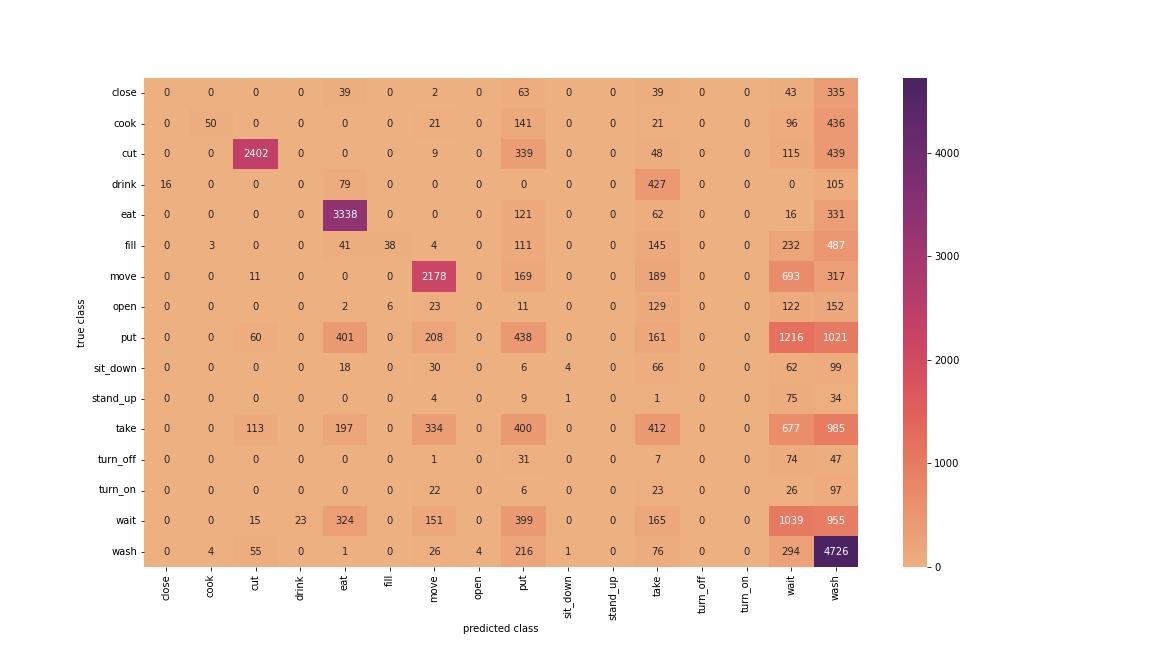 close 0 0 0 0 39 2 63 0 0 39 0 0 43 335
cook 0 50 0 0 0 0 21 0 141 0 0 21 0 0 96 436
cut 0 0 2402 0 0 0 9 0 339 0 0 48 0 0 115 439
drink 16 0 0 0 79 0 0 0 0 0 0 427 0 0 0 105
eat 0 0 0 0 3338 0 0 0 121 0 0 62 0 0 16 331
fill 0 3 0 0 41 38 4 0 111 0 0 145 0 0 232 487
move 0 0 11 0 0 0 2178 0 169 0 0 189 0 0 693 317
open 0 0 0 0 2 6 23 0 11 0 0 129 0 0 122 152
put 0 0 60 0 401 0 208 0 438 0 0 161 0 0 1216 1021
sit_down 0 0 0 0 18 0 30 0 6 4 0 66 0 0 62 99
stand_up 0 0 0 0 0 0 4 0 9 1 0 1 0 0 75 34
take 0 0 113 0 197 0 334 0 400 0 0 412 0 0 677 985
turn_off 0 0 0 0 0 0 1 0 31 0 0 7 0 0 74 47
turn_on 0 0 0 0 0 0 22 0 6 0 0 23 0 0 26 97
wait 0 0 15 23 324 0 151 0 399 0 0 165 0 0 1039 955
wash 0 4 55 0 1 0 26 4 216 1 0 76 0 0 294 4726
close cook cut drink eat fill move open put sit_down stand_up take turn_off turn_on wait wash
predicted class
true class
4000
3000
2000
1000
0